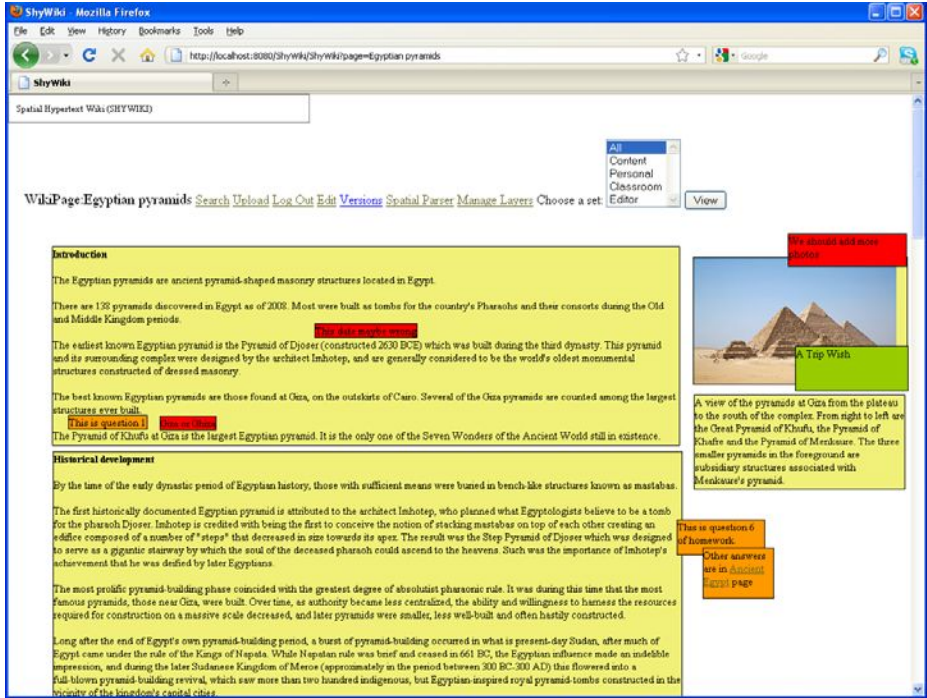 ShyWiki - Mozilla Firefox
File Edit View History Bookmarks Tools Help
http://localhost:8080/ShyWiki/ShyWiki?page=Egyptian pyramids
Google
ShyWiki
Spatial Hypertext Wiki (SHYWIKI)
All
Content
Personal
Classroom
Editor
WikiPage:Egyptian pyramids Search Upload Log Out Edit Versions Spatial Parser Manage Layers Choose a set: View
We should add more
photos
Introduction
The Egyptian pyramids are ancient pyramid-shaped masonry structures located in Egypt.
There are 138 pyramids discovered in Egypt as of 2008. Most were built as tombs for the country's Pharaohs and their consorts during the Old
and Middle Kingdom periods.
This date maybe wrong
The earliest known Egyptian pyramid is the Pyramid of Djoser (constructed 2630 BCE) which was built during the third dynasty. This pyramid
and its surrounding complex were designed by the architect Imhotep, and are generally considered to be the world's oldest monumental
structures constructed of dressed masonry.
The best known Egyptian pyramids are those found at Giza, on the outskirts of Cairo. Several of the Giza pyramids are counted among the largest
structures ever built.
This is question 1
Giza or Ghiza
The Pyramid of Khufu at Giza is the largest Egyptian pyramid. It is the only one of the Seven Wonders of the Ancient World still in existence.
A Trip Wish
A view of the pyramids at Giza from the plateau
to the south of the complex. From right to left are
the Great Pyramid of Khufu, the Pyramid of
Khafre and the Pyramid of Menkaure. The three
smaller pyramids in the foreground are
subsidiary structures associated with
Menkaure's pyramid.
Historical development
By the time of the early dynastic period of Egyptian history, those with sufficient means were buried in bench-like structures known as mastabas.
The first historically documented Egyptian pyramid is attributed to the architect Imhotep, who planned what Egyptologists believe to be a tomb
for the pharaoh Djoser. Imhotep is credited with being the first to conceive the notion of stacking mastabas on top of each other creating an
edifice composed of a number of "steps" that decreased in size towards its apex. The result was the Step Pyramid of Djoser which was designed
to serve as a gigantic stairway by which the soul of the deceased pharaoh could ascend to the heavens. Such was the importance of Imhotep's
achievement that he was deified by later Egyptians.
The most prolific pyramid-building phase coincided with the greatest degree of absolutist pharaonic rule. It was during this time that the most
famous pyramids, those near Giza, were built. Over time, as authority became less centralized, the ability and willingness to harness the resources
required for construction on a massive scale decreased, and later pyramids were smaller, less well-built and often hastily constructed.
Long after the end of Egypt's own pyramid-building period, a burst of pyramid-building occurred in what is present-day Sudan, after much of
Egypt came under the rule of the Kings of Napata. While Napatan rule was brief and ceased in 661 BC, the Egyptian influence made an indelible
impression, and during the later Sudanese Kingdom of Meroe (approximately in the period between 300 BC-300 AD) this flowered into a
full-blown pyramid-building revival, which saw more than two hundred indigenous, but Egyptian-inspired royal pyramid-tombs constructed in the
vicinity of the kingdom's capital cities.
This is question 6
of homework.
Other answers
are in Ancient
Egypt page